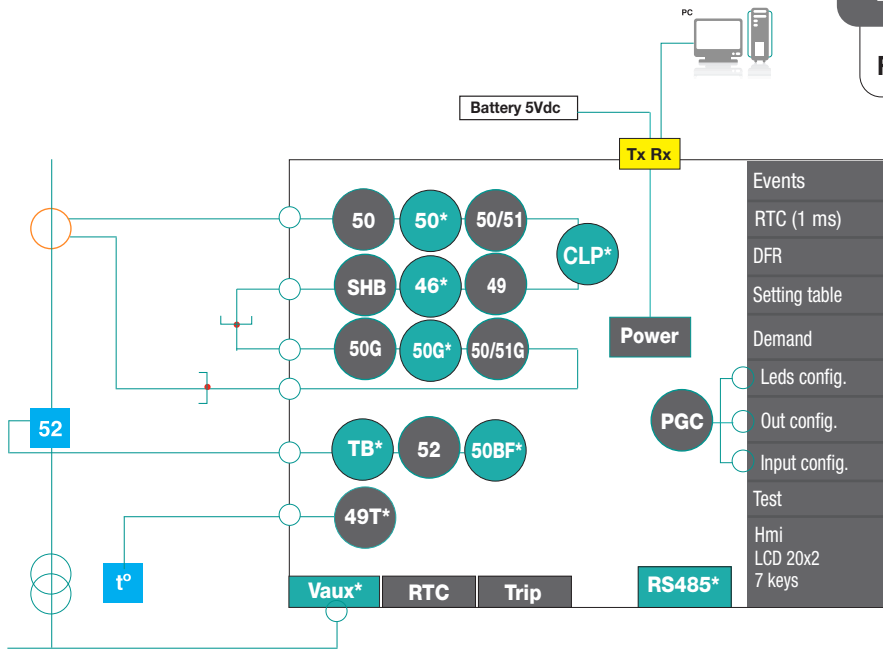 PC
Battery 5Vdc
Tx Rx
Events
50
50*
50/51
RTC (1 ms)
CLP*
DFR
SHB
46*
49
Setting table
50G
50G*
50/51G
Power
Demand
Leds config.
52
PGC
Out config.
TB*
52
50BF*
Input config.
49T*
Test
Hmi
LCD 20x2
7 keys
t°
Vaux*
RTC
Trip
RS485*